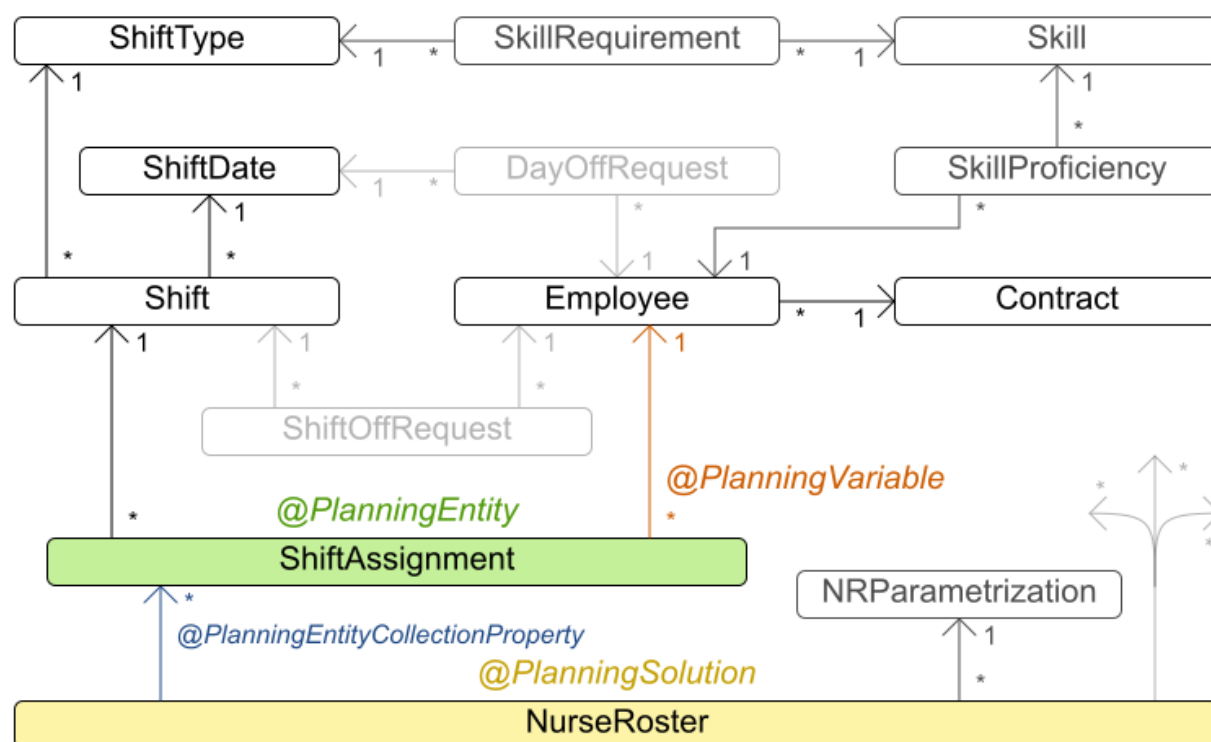 ShiftType
1
*
SkillRequirement
*
1
Skill
1
1
*
ShiftDate
1
*
DayOffRequest
SkillProficiency
1
*
*
*
*
1
1
Shift
Employee
*
1
Contract
1
1
1
1
*
*
ShiftOffRequest
@PlanningVariable
*
*
@PlanningEntity
*
*
*
ShiftAssignment
*
NRParametrization
@PlanningEntityCollectionProperty
1
@PlanningSolution
*
NurseRoster